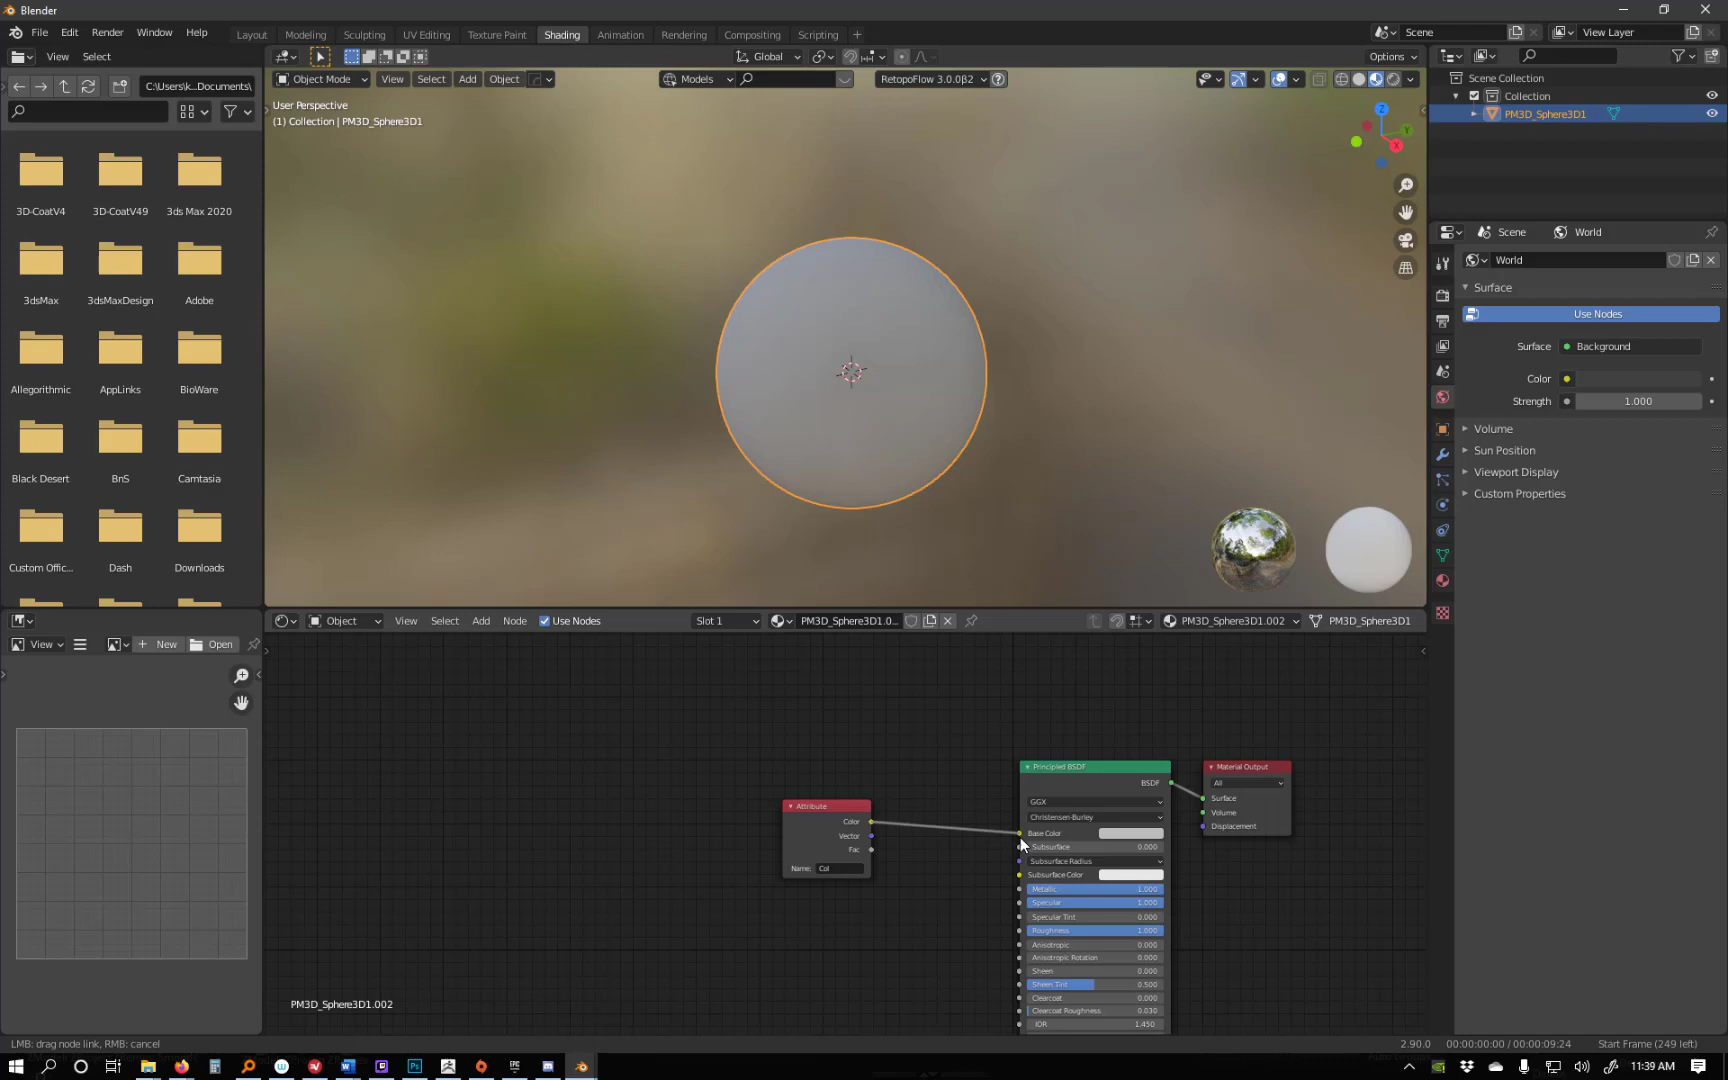 Blender
File Edit Render Window Help
Layout Modeling Sculpting UV Editing Texture Paint Shading Animation Rendering Compositing Scripting +
Scene
View Layer
View Select
Global
Options
C:\Users\k...Documents\
Object Mode View Select Add Object
Models
RetopoFlow 3.0.0β2
User Perspective
(1) Collection | PM3D_Sphere3D1
Z
Y
X
3D-CoatV4 3D-CoatV49 3ds Max 2020
3dsMax 3dsMaxDesign Adobe
Allegorithmic AppLinks BioWare
Black Desert BnS Camtasia
Custom Offic... Dash Downloads
Scene Collection
Collection
PM3D_Sphere3D1
Scene World
World
Surface
Use Nodes
Surface Background
Color
Strength 1.000
Volume
Sun Position
Viewport Display
Custom Properties
Object View Select Add Node Use Nodes
Slot 1
PM3D_Sphere3D1.0...
PM3D_Sphere3D1.002
PM3D_Sphere3D1
View + New Open
Attribute
Color
Vector
Fac
Name: Col
Principled BSDF
BSDF
GGX
Christensen-Burley
Base Color
Subsurface 0.000
Subsurface Radius
Subsurface Color
Metallic 1.000
Specular 1.000
Specular Tint 0.000
Roughness 1.000
Anisotropic 0.000
Anisotropic Rotation 0.000
Sheen 0.000
Sheen Tint 0.500
Clearcoat 0.000
Clearcoat Roughness 0.030
IOR 1.450
Material Output
All
Surface
Volume
Displacement
PM3D_Sphere3D1.002
LMB: drag node link, RMB: cancel
2.90.0 00:00:00:00 / 00:00:09:24 Start Frame (249 left)
11:39 AM